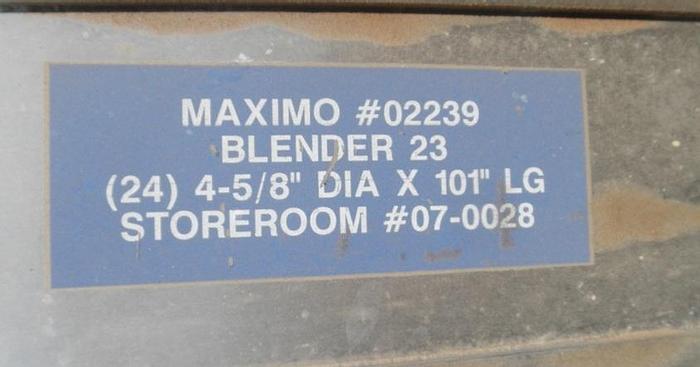 MAXIMO #02239
BLENDER 23
(24) 4-5/8" DIA X 101" LG
STOREROOM #07-0028